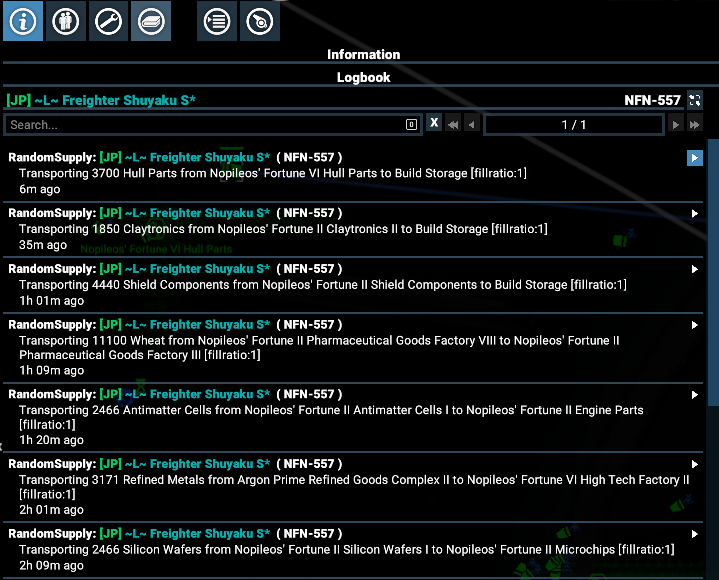 Information
Logbook
[JP] ~L~ Freighter Shuyaku S*
NFN-557
Search...
0
X
1 / 1
RandomSupply: [JP] ~L~ Freighter Shuyaku S* ( NFN-557 )
Transporting 3700 Hull Parts from Nopileos' Fortune VI Hull Parts to Build Storage [fillratio:1]
6m ago
RandomSupply: [JP] ~L~ Freighter Shuyaku S* ( NFN-557 )
Transporting 1850 Claytronics from Nopileos' Fortune II Claytronics II to Build Storage [fillratio:1]
35m ago
Nopileos' Fortune VI Hull Parts
RandomSupply: [JP] ~L~ Freighter Shuyaku S* ( NFN-557 )
Transporting 4440 Shield Components from Nopileos' Fortune II Shield Components to Build Storage [fillratio:1]
1h 01m ago
RandomSupply: [JP] ~L~ Freighter Shuyaku S* ( NFN-557 )
Transporting 11100 Wheat from Nopileos' Fortune II Pharmaceutical Goods Factory VIII to Nopileos' Fortune II
Pharmaceutical Goods Factory III [fillratio:1]
1h 09m ago
RandomSupply: [JP] ~L~ Freighter Shuyaku S* ( NFN-557 )
Transporting 2466 Antimatter Cells from Nopileos' Fortune II Antimatter Cells I to Nopileos' Fortune II Engine Parts
[fillratio:1]
1h 20m ago
RandomSupply: [JP] ~L~ Freighter Shuyaku S* ( NFN-557 )
Transporting 3171 Refined Metals from Argon Prime Refined Goods Complex II to Nopileos' Fortune VI High Tech Factory II
[fillratio:1]
2h 01m ago
RandomSupply: [JP] ~L~ Freighter Shuyaku S* ( NFN-557 )
Transporting 2466 Silicon Wafers from Nopileos' Fortune II Silicon Wafers I to Nopileos' Fortune II Microchips [fillratio:1]
2h 09m ago